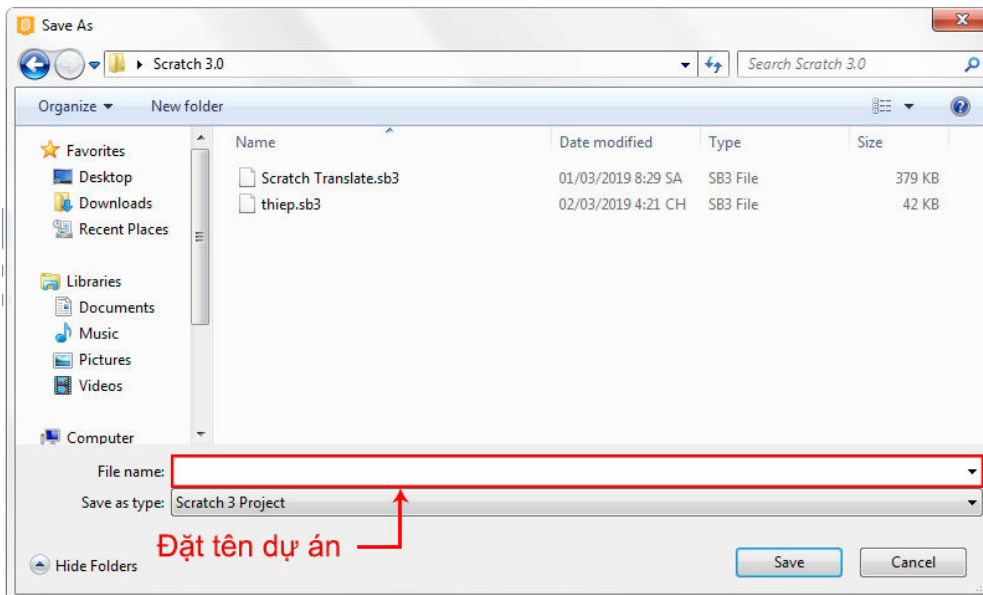 Save As
Scratch 3.0
Search Scratch 3.0
Organize
New folder
Name
Date modified
Type
Size
Favorites
Desktop
Downloads
Recent Places
Libraries
Documents
Music
Pictures
Videos
Computer
Scratch Translate.sb3 01/03/2019 8:29 SA SB3 File 379 KB
thiep.sb3 02/03/2019 4:21 CH SB3 File 42 KB
File name:
Save as type: Scratch 3 Project
Đặt tên dự án
Hide Folders
Save
Cancel